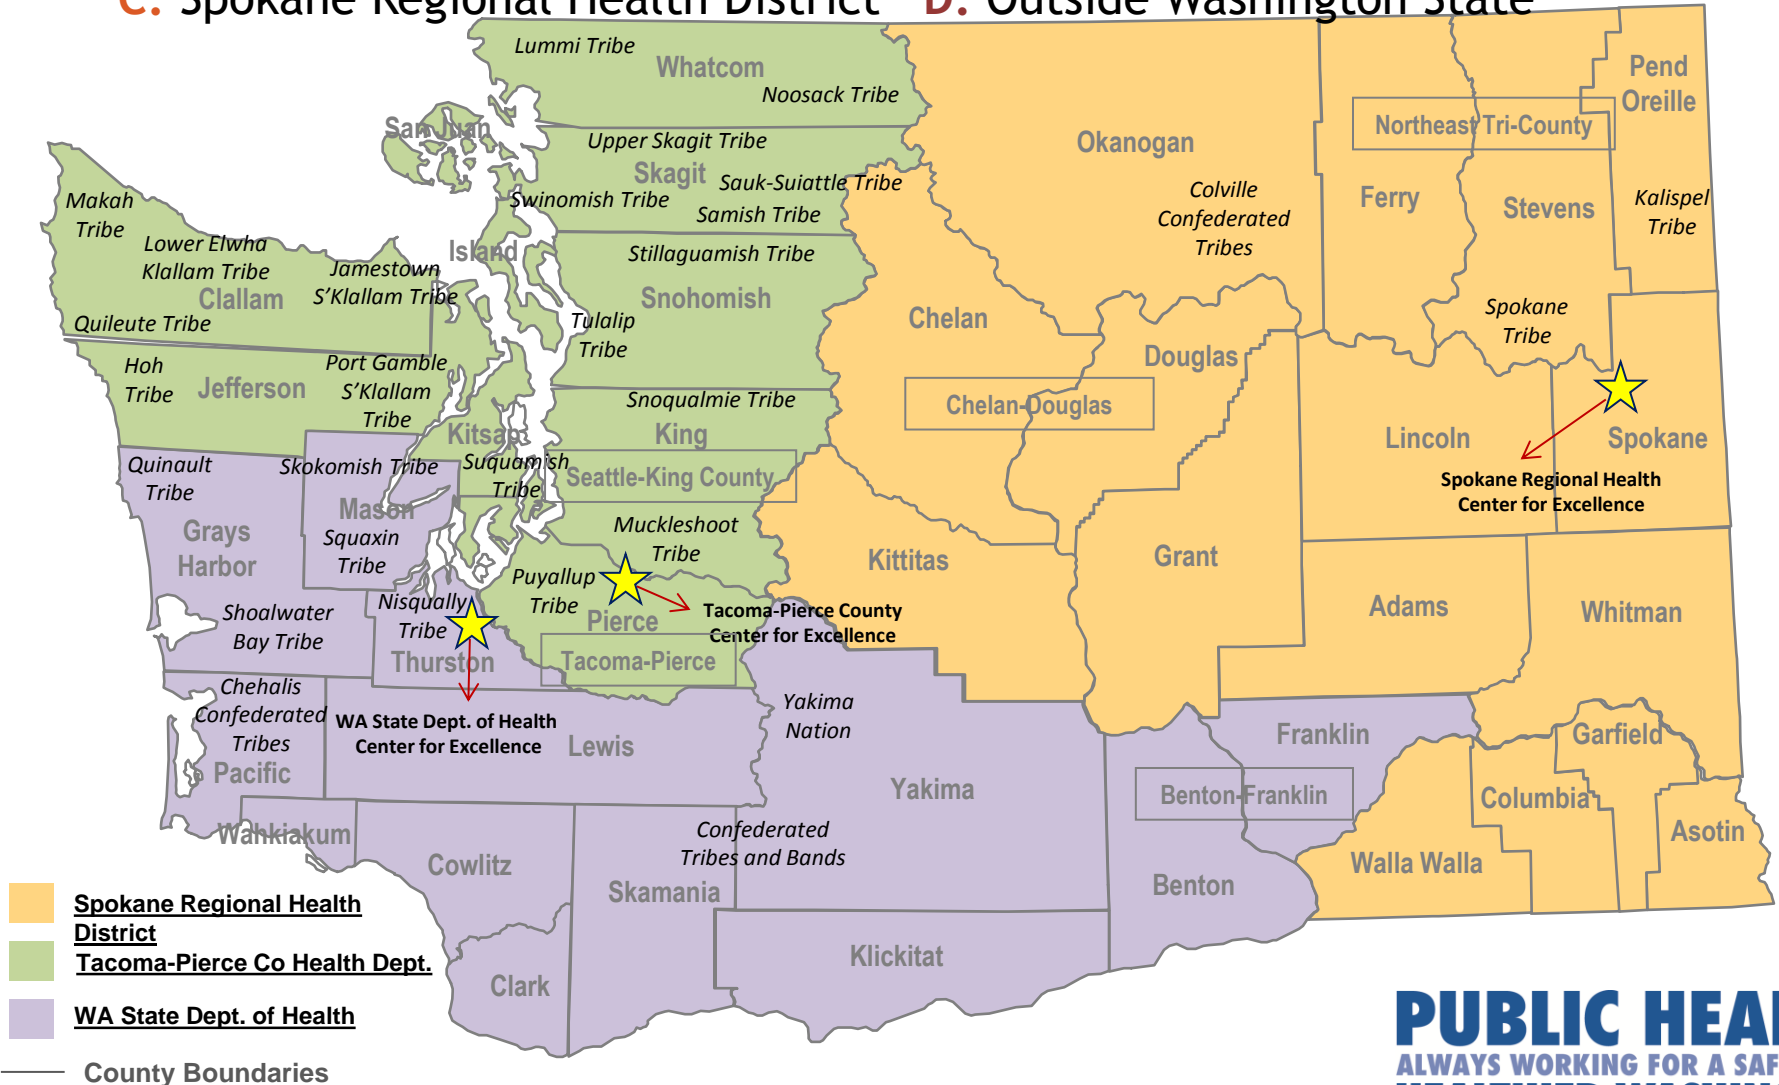 C: Spokane Regional Health District D: Outside Washington State
Lummi Tribe
Whatcom
Noosack Tribe
San Juan
Upper Skagit Tribe
Skagit
Sauk-Suiattle Tribe
Swinomish Tribe
Samish Tribe
Makah
Tribe
Lower Elwha
Klallam Tribe
Clallam
Jamestown
S’Klallam Tribe
Quileute Tribe
Island
Stillaguamish Tribe
Snohomish
Tulalip
Tribe
Hoh
Tribe
Jefferson
Port Gamble
S’Klallam
Tribe
Kitsap
Snoqualmie Tribe
King
Seattle-King County
Suquamish
Tribe
Muckleshoot
Tribe
Quinault
Tribe
Skokomish Tribe
Mason
Squaxin
Tribe
Grays
Harbor
Shoalwater
Bay Tribe
Nisqually
Tribe
Thurston
Puyallup
Tribe
Pierce
Tacoma-Pierce
Tacoma-Pierce County
Center for Excellence
Chehalis
Confederated
Tribes
Pacific
WA State Dept. of Health
Center for Excellence
Lewis
Wahkiakum
Cowlitz
Clark
Skamania
Confederated
Tribes and Bands
Yakima
Nation
Yakima
Klickitat
Okanogan
Colville
Confederated
Tribes
Chelan
Douglas
Chelan-Douglas
Kittitas
Grant
Ferry
Northeast Tri-County
Stevens
Pend
Oreille
Kalispel
Tribe
Spokane
Tribe
Lincoln
Spokane
Spokane Regional Health
Center for Excellence
Adams
Whitman
Franklin
Benton-Franklin
Benton
Walla Walla
Columbia
Garfield
Asotin
Spokane Regional Health
District
Tacoma-Pierce Co Health Dept.
WA State Dept. of Health
County Boundaries
PUBLIC HEA
ALWAYS WORKING FOR A SAF